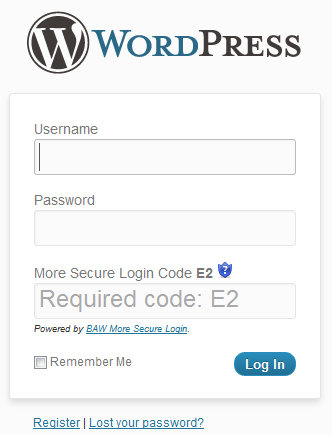 WORDPRESS
Username
Password
More Secure Login Code E2
Required code: E2
Powered by BAW More Secure Login.
Remember Me
Log In
Register | Lost your password?